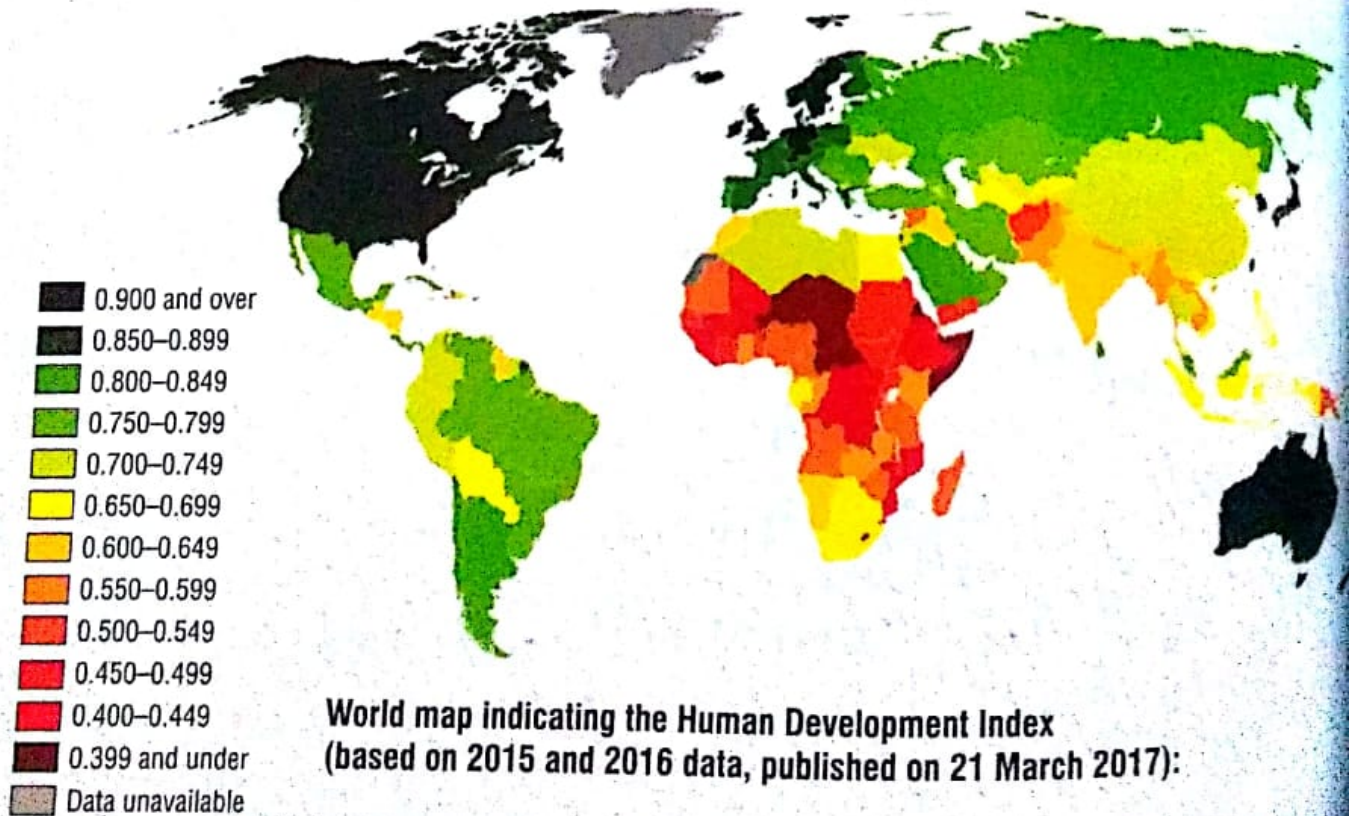 0.900 and over
0.850–0.899
0.800–0.849
0.750–0.799
0.700–0.749
0.650–0.699
0.600–0.649
0.550–0.599
0.500–0.549
0.450–0.499
0.400–0.449
0.399 and under
Data unavailable
World map indicating the Human Development Index
(based on 2015 and 2016 data, published on 21 March 2017):